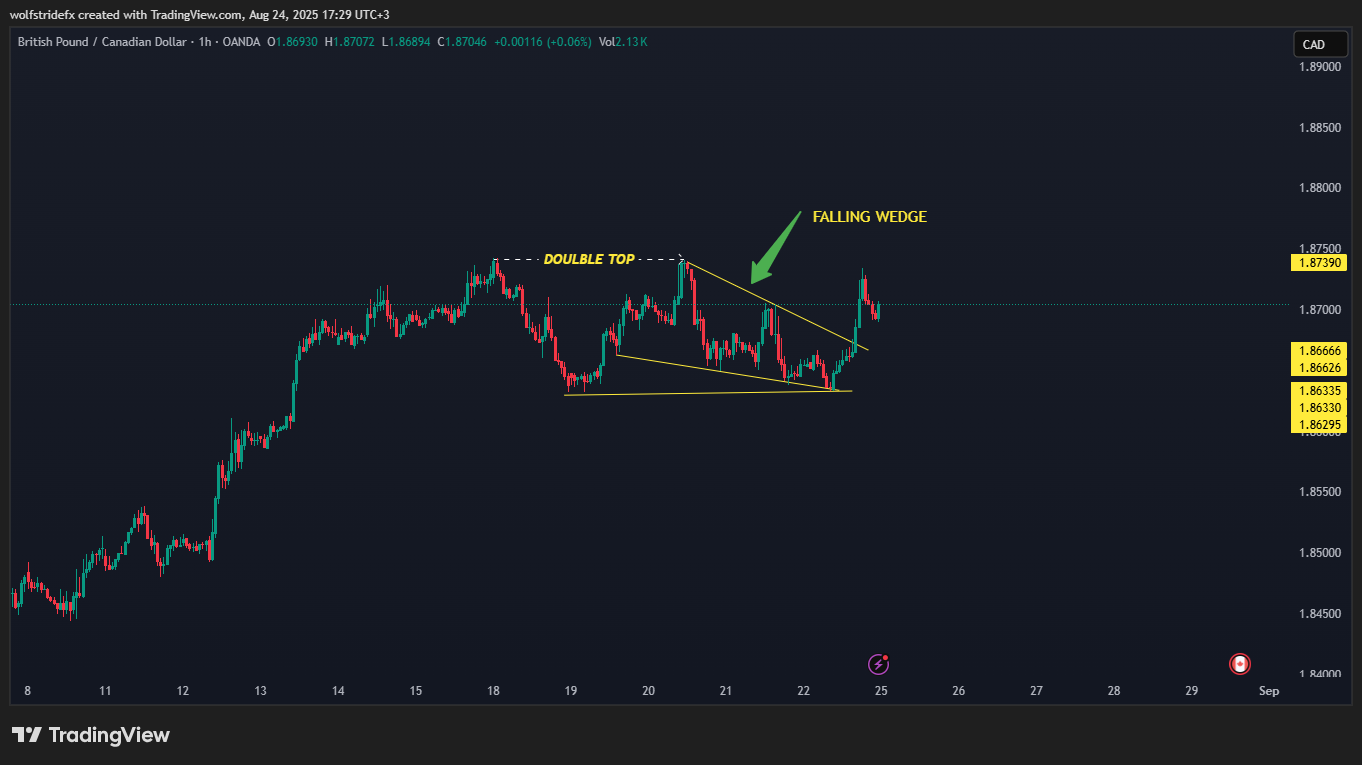 wolfstridefx created with TradingView.com, Aug 24, 2025 17:29 UTC+3
British Pound / Canadian Dollar · 1h · OANDA O1.86930 H1.87072 L1.86894 C1.87046 +0.00116 (+0.06%) Vol2.13 K
CAD
1.89000
1.88500
1.88000
FALLING WEDGE
1.87500
DOULBLE TOP
1.87390
1.87000
1.86666
1.86626
1.86335
1.86330
1.86295
1.86000
1.85500
1.85000
1.84500
1.84000
8 11 12 13 14 15 18 19 20 21 22 25 26 27 28 29 Sep
TradingView